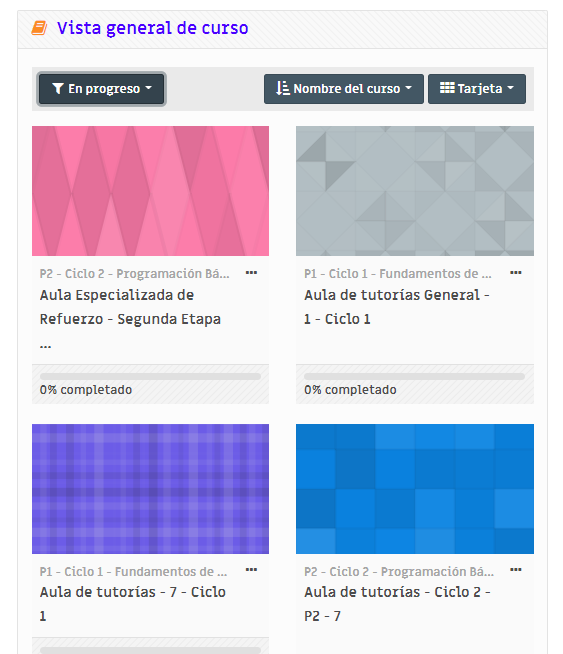 Vista general de curso
En progreso
Nombre del curso
Tarjeta
P2 - Ciclo 2 - Programación Bá...
Aula Especializada de
Refuerzo - Segunda Etapa
...
0% completado
P1 - Ciclo 1 - Fundamentos de ...
Aula de tutorías General -
1 - Ciclo 1
0% completado
P1 - Ciclo 1 - Fundamentos de ...
Aula de tutorías - 7 - Ciclo
1
P2 - Ciclo 2 - Programación Bá...
Aula de tutorías - Ciclo 2 -
P2 - 7